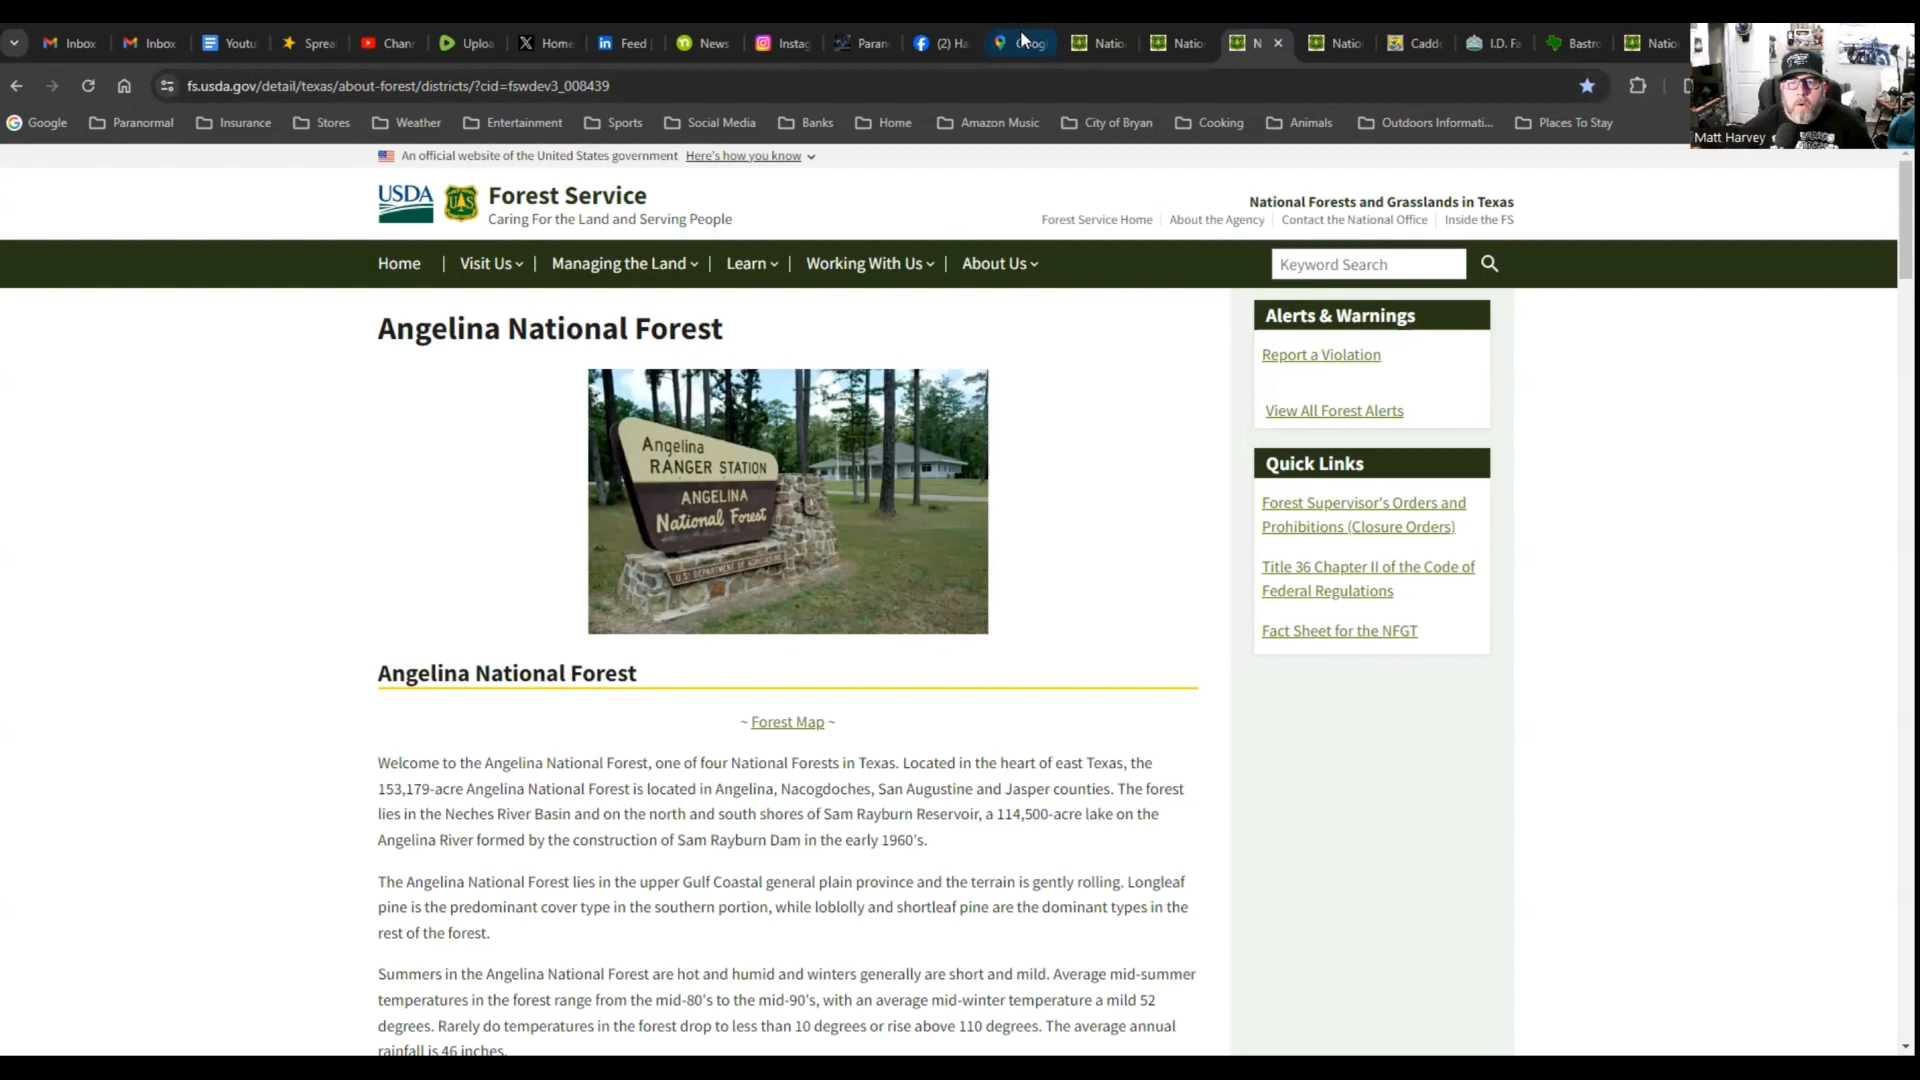 Inbox
Inbox
Youtu
Sprea
Chan
Uplo
Home
Feed
News
Instag
Paran
(2) Ha
Googl
Natio
Natio
N
Natio
Cadd
I.D. Fa
Bastro
Natio
fs.usda.gov/detail/texas/about-forest/districts/?cid=fswdev3_008439
Google
Paranormal
Insurance
Stores
Weather
Entertainment
Sports
Social Media
Banks
Home
Amazon Music
City of Bryan
Cooking
Animals
Outdoors Informati...
Places To Stay
Matt Harvey
An official website of the United States government Here's how you know
USDA
UAS
Forest Service
Caring For the Land and Serving People
National Forests and Grasslands in Texas
Forest Service Home
About the Agency
Contact the National Office
Inside the FS
Home
Visit Us
Managing the Land
Learn
Working With Us
About Us
Keyword Search
Angelina National Forest
Angelina
RANGER STATION
ANGELINA
National Forest
U.S. DEPARTMENT OF AGRICULTURE
Angelina National Forest
~ Forest Map ~
Welcome to the Angelina National Forest, one of four National Forests in Texas. Located in the heart of east Texas, the
153,179-acre Angelina National Forest is located in Angelina, Nacogdoches, San Augustine and Jasper counties. The forest
lies in the Neches River Basin and on the north and south shores of Sam Rayburn Reservoir, a 114,500-acre lake on the
Angelina River formed by the construction of Sam Rayburn Dam in the early 1960's.
The Angelina National Forest lies in the upper Gulf Coastal general plain province and the terrain is gently rolling. Longleaf
pine is the predominant cover type in the southern portion, while loblolly and shortleaf pine are the dominant types in the
rest of the forest.
Summers in the Angelina National Forest are hot and humid and winters generally are short and mild. Average mid-summer
temperatures in the forest range from the mid-80's to the mid-90's, with an average mid-winter temperature a mild 52
degrees. Rarely do temperatures in the forest drop to less than 10 degrees or rise above 110 degrees. The average annual
rainfall is 46 inches.
Alerts & Warnings
Report a Violation
View All Forest Alerts
Quick Links
Forest Supervisor's Orders and
Prohibitions (Closure Orders)
Title 36 Chapter II of the Code of
Federal Regulations
Fact Sheet for the NFGT